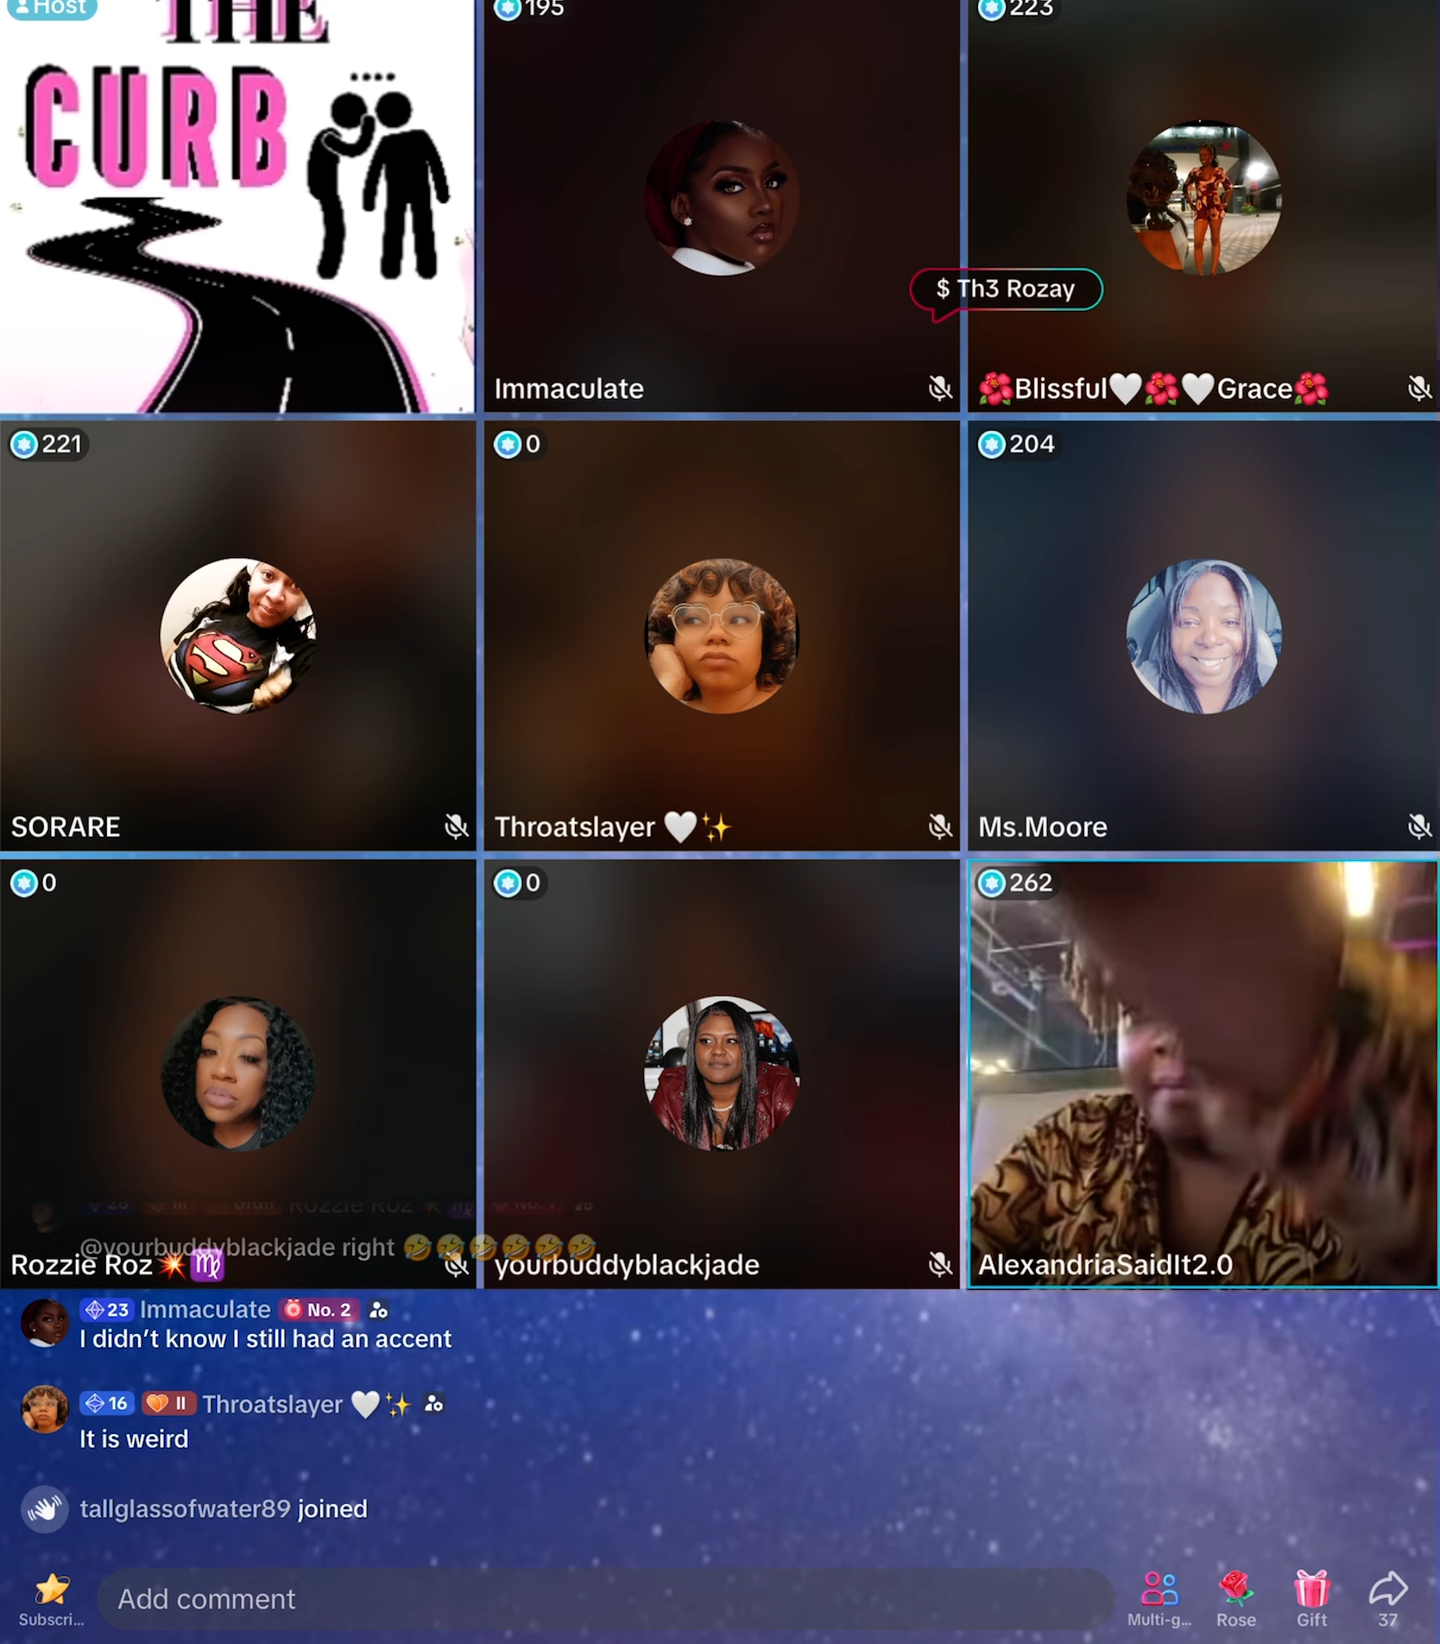 Host
195
223
THE
CURB
$ Th3 Rozay
Immaculate
🌺Blissful🤍🌺🤍Grace🌺
221
0
204
S
SORARE
Throatslayer 🤍✨
Ms.Moore
0
0
262
Rozzie Roz 💥♍
@yourbuddyblackjade right 🤣🤣🤣🤣🤣🤣
Rozzie Roz💥♍
yourbuddyblackjade
AlexandriaSaidIt2.0
23 Immaculate No. 2
I didn't know I still had an accent
16 II Throatslayer 🤍✨
It is weird
tallglassofwater89 joined
Add comment
Subscri...
Multi-g...
Rose
Gift
37